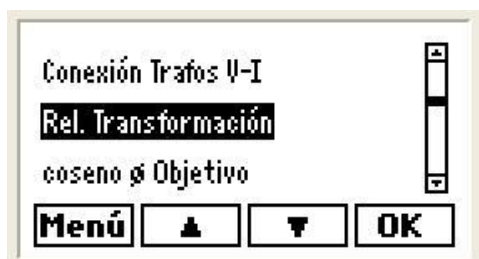 Conexión Trafos V-I
Rel. Transformación
coseno ø Objetivo
Menú ▲ ▼ OK